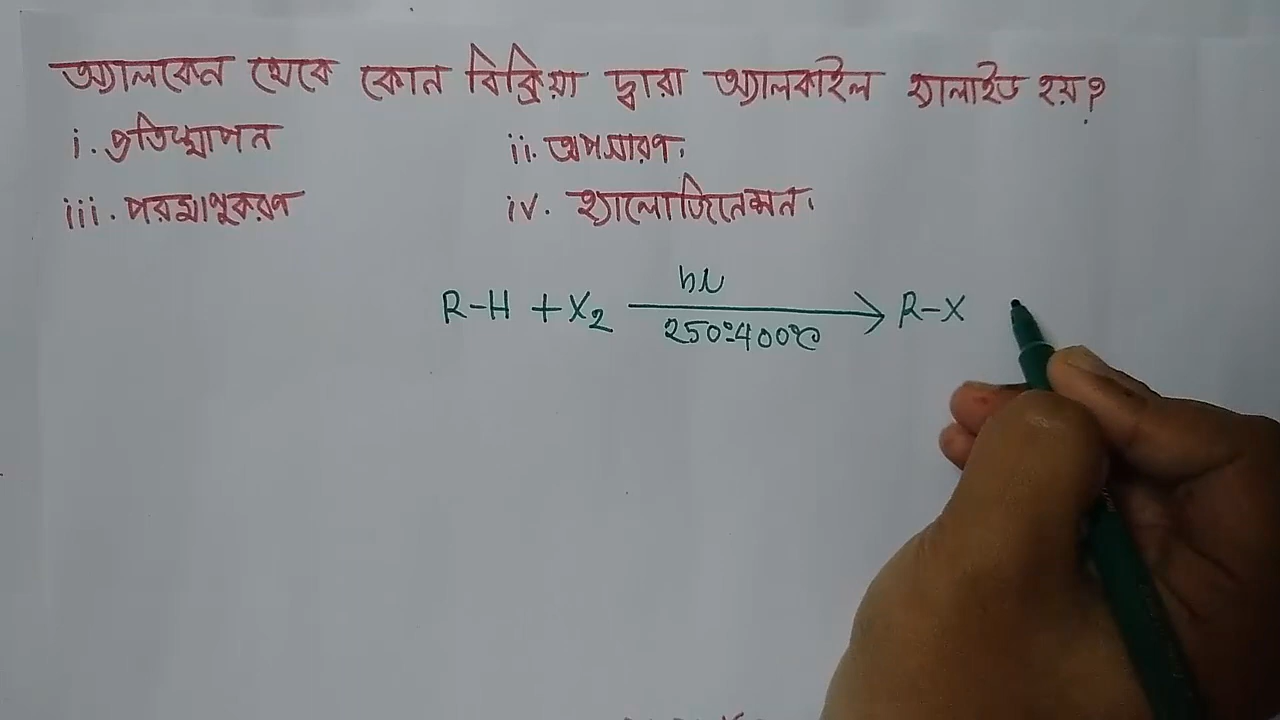 অ্যালকেন থেকে কোন বিক্রিয়া দ্বারা অ্যালকাইল হ্যালাইড হয়?
i. প্রতিস্থাপন ii. অপসারণ
iii. পরমাণুকরণ iv. হ্যালোজিনেশন
hν
R-H + X₂ → R-X
250°-400°C